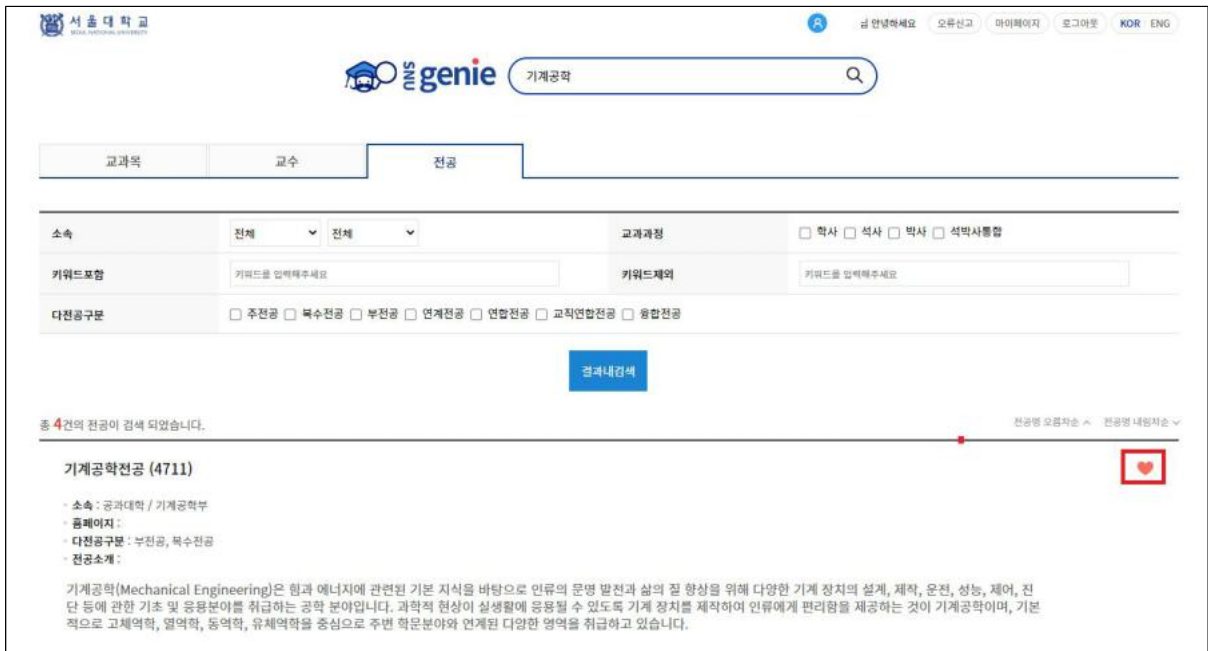 서울대학교
SEOUL NATIONAL UNIVERSITY
님 안녕하세요 오류신고 마이페이지 로그아웃 KOR ENG
SNU genie 기계공학
교과목 교수 전공
소속 전체 전체 교과과정 학사 석사 박사 석박사통합
키워드포함 키워드를 입력해주세요 키워드제외 키워드를 입력해주세요
다전공구분 주전공 복수전공 부전공 연계전공 연합전공 교직연합전공 융합전공
결과내검색
총 4건의 전공이 검색 되었습니다. 전공명 오름차순 전공명 내림차순
기계공학전공 (4711)
소속 : 공과대학 / 기계공학부
홈페이지 :
다전공구분 : 부전공, 복수전공
전공소개 :
기계공학(Mechanical Engineering)은 힘과 에너지에 관련된 기본 지식을 바탕으로 인류의 문명 발전과 삶의 질 향상을 위해 다양한 기계 장치의 설계, 제작, 운전, 성능, 제어, 진
단 등에 관한 기초 및 응용분야를 취급하는 공학 분야입니다. 과학적 현상이 실생활에 응용될 수 있도록 기계 장치를 제작하여 인류에게 편리함을 제공하는 것이 기계공학이며, 기본
적으로 고체역학, 열역학, 동역학, 유체역학을 중심으로 주변 학문분야와 연계된 다양한 영역을 취급하고 있습니다.